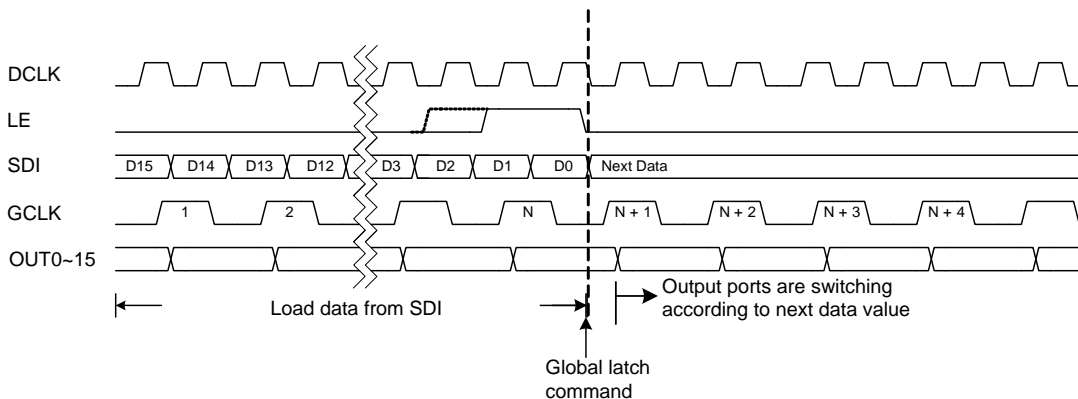 DCLK
LE
SDI D15 D14 D13 D12 D3 D2 D1 D0 Next Data
GCLK 1 2 N N + 1 N + 2 N + 3 N + 4
OUT0~15
Load data from SDI
Output ports are switching
according to next data value
Global latch
command